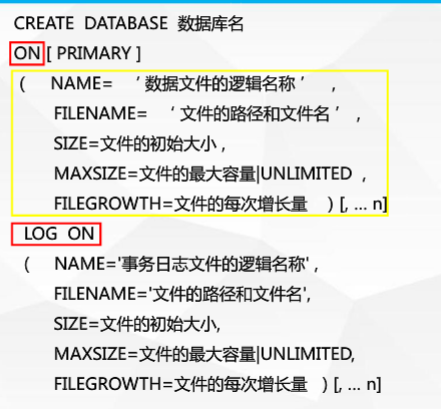 CREATE DATABASE 数据库名
ON [ PRIMARY ]
( NAME= ‘数据文件的逻辑名称’ ,
FILENAME= ‘文件的路径和文件名’ ,
SIZE=文件的初始大小 ,
MAXSIZE=文件的最大容量|UNLIMITED ,
FILEGROWTH=文件的每次增长量 ) [, ... n]
LOG ON
( NAME='事务日志文件的逻辑名称' ,
FILENAME='文件的路径和文件名',
SIZE=文件的初始大小,
MAXSIZE=文件的最大容量|UNLIMITED,
FILEGROWTH=文件的每次增长量 ) [, ... n]